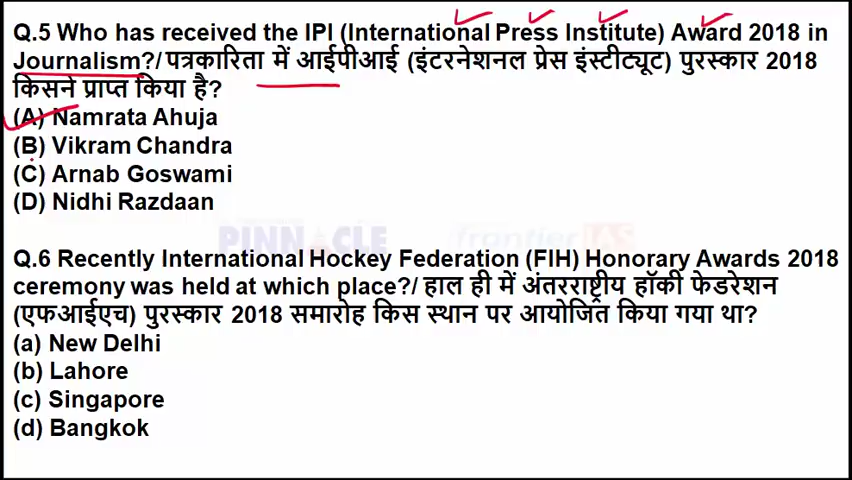 Q.5 Who has received the IPI (International Press Institute) Award 2018 in
Journalism?/ पत्रकारिता में आईपीआई (इंटरनेशनल प्रेस इंस्टीट्यूट) पुरस्कार 2018
किसने प्राप्त किया है?
(A) Namrata Ahuja
(B) Vikram Chandra
(C) Arnab Goswami
(D) Nidhi Razdaan
PINNACLE frontier IAS
Q.6 Recently International Hockey Federation (FIH) Honorary Awards 2018
ceremony was held at which place?/ हाल ही में अंतरराष्ट्रीय हॉकी फेडरेशन
(एफआईएच) पुरस्कार 2018 समारोह किस स्थान पर आयोजित किया गया था?
(a) New Delhi
(b) Lahore
(c) Singapore
(d) Bangkok